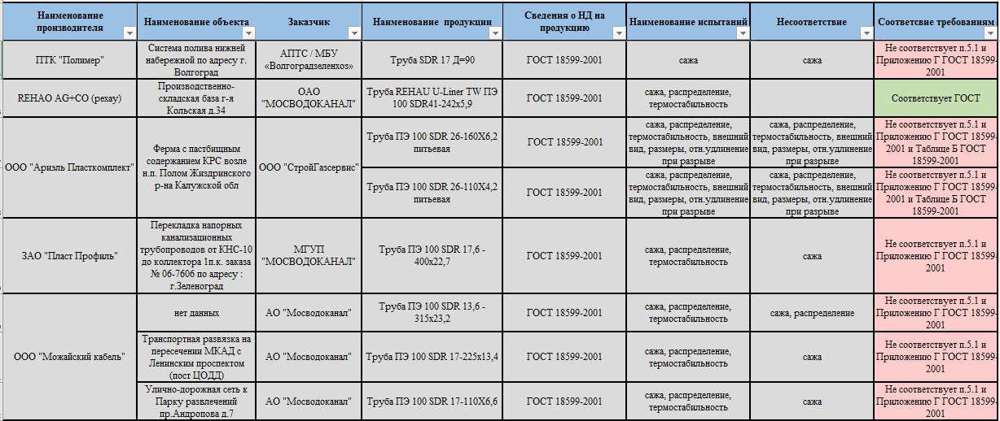 Наименование
производителя
Наименование объекта
Заказчик
Наименование продукции
Сведения о НД на
продукцию
Наименование испытаний
Несоответствие
Соответсвие требованиям
ПТК "Полимер"
Система полива нижней
набережной по адресу г.
Волгоград
АПТС / МБУ
«Волгоградзеленхоз»
Труба SDR 17 Д=90
ГОСТ 18599-2001
сажа
сажа
Не соответствует п.5.1 и
Приложению Г ГОСТ 18599-
2001
REHAO AG+CO (рехау)
Производственно-
складская база г-я
Кольская д.34
ОАО
"МОСВОДОКАНАЛ"
Труба REHAU U-Liner TW ПЭ
100 SDR41-242х5,9
ГОСТ 18599-2001
сажа, распределение,
термостабильность
Соответствует ГОСТ
ООО "Ариэль Пласткомплект"
Ферма с пастбищным
содержанием КРС возле
н.п. Полом Жиздринского
р-на Калужской обл
ООО "СтройГазсервис"
Труба ПЭ 100 SDR 26-160Х6,2
питьевая
ГОСТ 18599-2001
сажа, распределение,
термостабильность, внешний
вид, размеры, отн.удлинение
при разрыве
сажа, распределение,
термостабильность, внешний
вид, размеры, отн.удлинение
при разрыве
Не соответствует п.5.1 и
Приложению Г ГОСТ 18599-
2001 и Таблице Б ГОСТ
18599-2001
Труба ПЭ 100 SDR 26-110Х4,2
питьевая
ГОСТ 18599-2001
сажа, распределение,
термостабильность, внешний
вид, размеры, отн.удлинение
при разрыве
сажа, распределение,
термостабильность, внешний
вид, размеры, отн.удлинение
при разрыве
Не соответствует п.5.1 и
Приложению Г ГОСТ 18599-
2001 и Таблице Б ГОСТ
18599-2001
ЗАО "Пласт Профиль"
Перекладка напорных
канализационных
трубопроводов от КНС-10
до коллектора 1п.к. заказа
№ 06-7606 по адресу :
г.Зеленоград
МГУП
"МОСВОДОКАНАЛ"
Труба ПЭ 100 SDR 17,6 -
400х22,7
ГОСТ 18599-2001
сажа, распределение,
термостабильность
сажа
Не соответствует п.5.1 и
Приложению Г ГОСТ 18599-
2001
ООО "Можайский кабель"
нет данных
АО "Мосводоканал"
Труба ПЭ 100 SDR 13,6 -
315х23,2
ГОСТ 18599-2001
сажа, распределение,
термостабильность
сажа, распределение
Не соответствует п.5.1 и
Приложению Г ГОСТ 18599-
2001
Транспортная развязка на
пересечении МКАД с
Ленинским проспектом
(пост ЦОДД)
АО "Мосводоканал"
Труба ПЭ 100 SDR 17-225х13,4
ГОСТ 18599-2001
сажа, распределение,
термостабильность
сажа
Не соответствует п.5.1 и
Приложению Г ГОСТ 18599-
2001
Улично-дорожная сеть к
Парку развлечений
пр.Андропова д.7
АО "Мосводоканал"
Труба ПЭ 100 SDR 17-110Х6,6
ГОСТ 18599-2001
сажа, распределение,
термостабильность
сажа
Не соответствует п.5.1 и
Приложению Г ГОСТ 18599-
2001